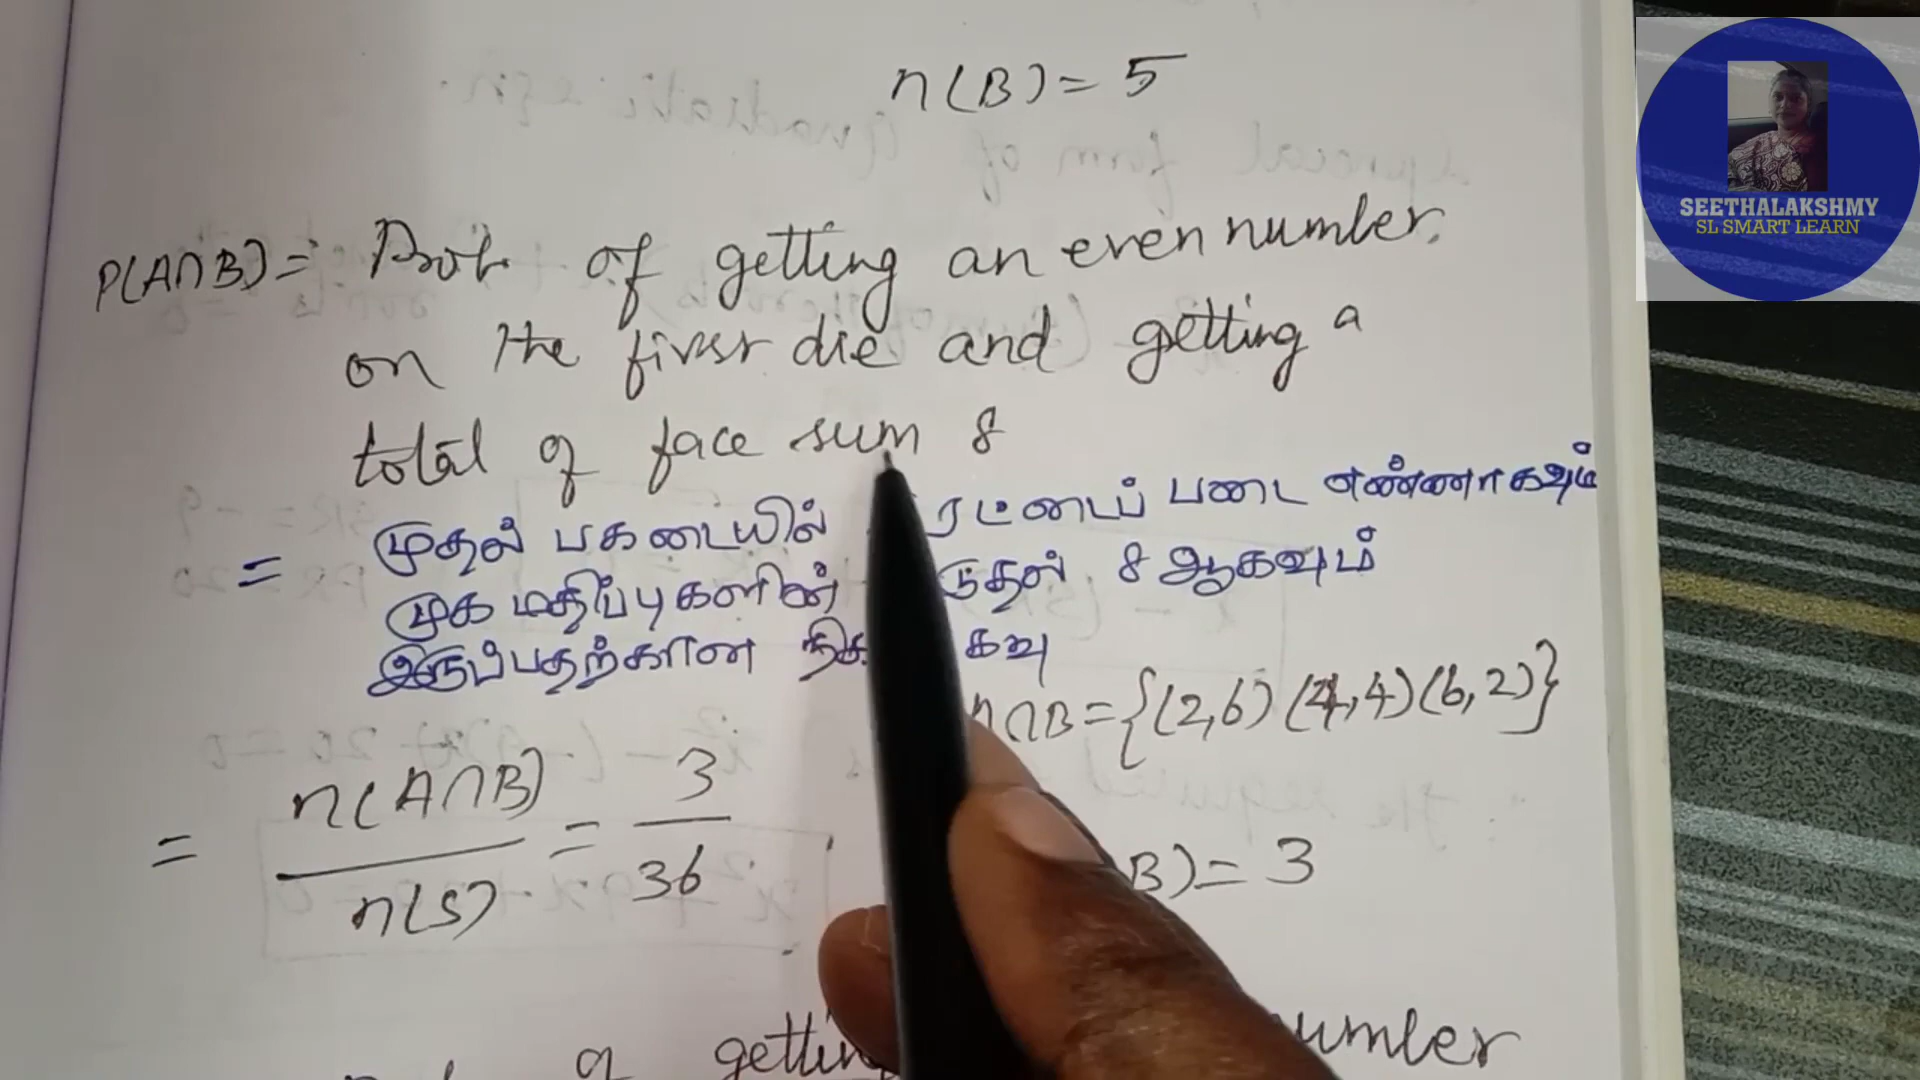 n(B) = 5
P(A∩B) = Prob of getting an even number
on the first die and getting a
total of face sum 8
= முதல் பகடையில் ரட்டைப் படை எண்ணாகவும்
முக மதிப்புகளின் 8 ஆகவும்
இருப்பதற்கான
∩B = {(2,6) (4,4) (6,2)}
= n(A∩B) / n(S) = 3 / 36
B) = 3
of getting number
SEETHALAKSHMY
SL SMART LEARN